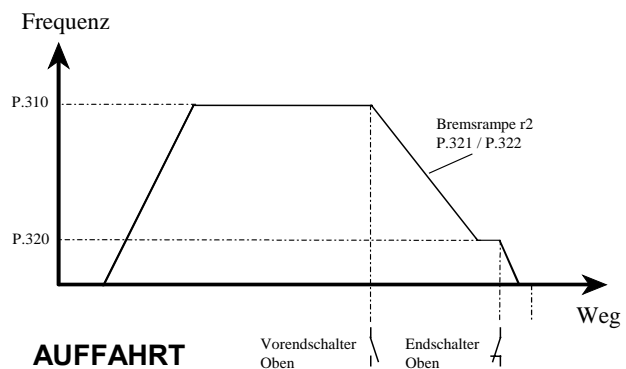 Frequenz
P.310
Bremsrampe r2
P.321 / P.322
P.320
Weg
AUFFAHRT
Vorendschalter
Oben
Endschalter
Oben